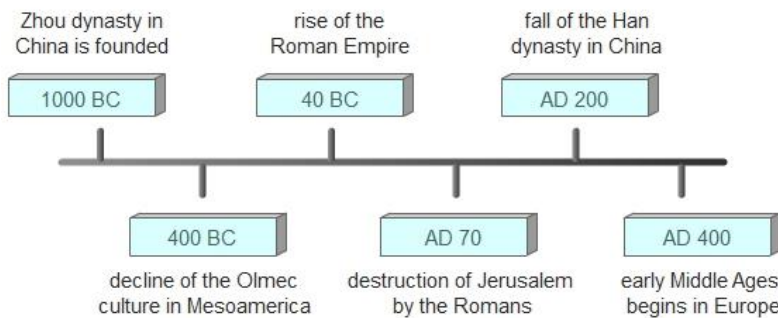 Zhou dynasty in
China is founded
1000 BC
rise of the
Roman Empire
40 BC
fall of the Han
dynasty in China
AD 200
400 BC
decline of the Olmec
culture in Mesoamerica
AD 70
destruction of Jerusalem
by the Romans
AD 400
early Middle Ages
begins in Europe